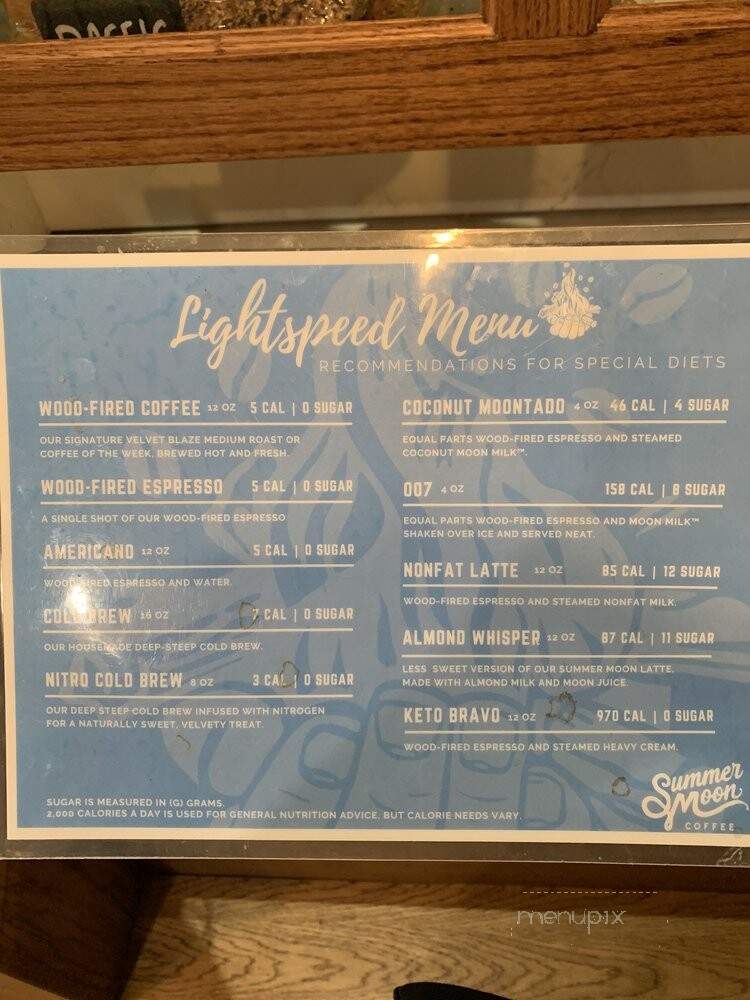 Lightspeed Menu
RECOMMENDATIONS FOR SPECIAL DIETS
WOOD-FIRED COFFEE 12 OZ 5 CAL | 0 SUGAR
OUR SIGNATURE VELVET BLAZE MEDIUM ROAST OR
COFFEE OF THE WEEK, BREWED HOT AND FRESH.
WOOD-FIRED ESPRESSO 5 CAL | 0 SUGAR
A SINGLE SHOT OF OUR WOOD-FIRED ESPRESSO
AMERICANO 12 OZ 5 CAL | 0 SUGAR
WOOD-FIRED ESPRESSO AND WATER.
COLD BREW 16 OZ 7 CAL | 0 SUGAR
OUR HOUSEMADE DEEP-STEEP COLD BREW.
NITRO COLD BREW 8 OZ 3 CAL | 0 SUGAR
OUR DEEP STEEP COLD BREW INFUSED WITH NITROGEN
FOR A NATURALLY SWEET, VELVETY TREAT.
COCONUT MOONTADO 4 OZ 46 CAL | 4 SUGAR
EQUAL PARTS WOOD-FIRED ESPRESSO AND STEAMED
COCONUT MOON MILK™.
007 4 OZ 158 CAL | 8 SUGAR
EQUAL PARTS WOOD-FIRED ESPRESSO AND MOON MILK™
SHAKEN OVER ICE AND SERVED NEAT.
NONFAT LATTE 12 OZ 85 CAL | 12 SUGAR
WOOD-FIRED ESPRESSO AND STEAMED NONFAT MILK.
ALMOND WHISPER 12 OZ 87 CAL | 11 SUGAR
LESS SWEET VERSION OF OUR SUMMER MOON LATTE.
MADE WITH ALMOND MILK AND MOON JUICE
KETO BRAVO 12 OZ 970 CAL | 0 SUGAR
WOOD-FIRED ESPRESSO AND STEAMED HEAVY CREAM.
SUGAR IS MEASURED IN (G) GRAMS.
2,000 CALORIES A DAY IS USED FOR GENERAL NUTRITION ADVICE, BUT CALORIE NEEDS VARY.
Summer
Moon
COFFEE
menupix